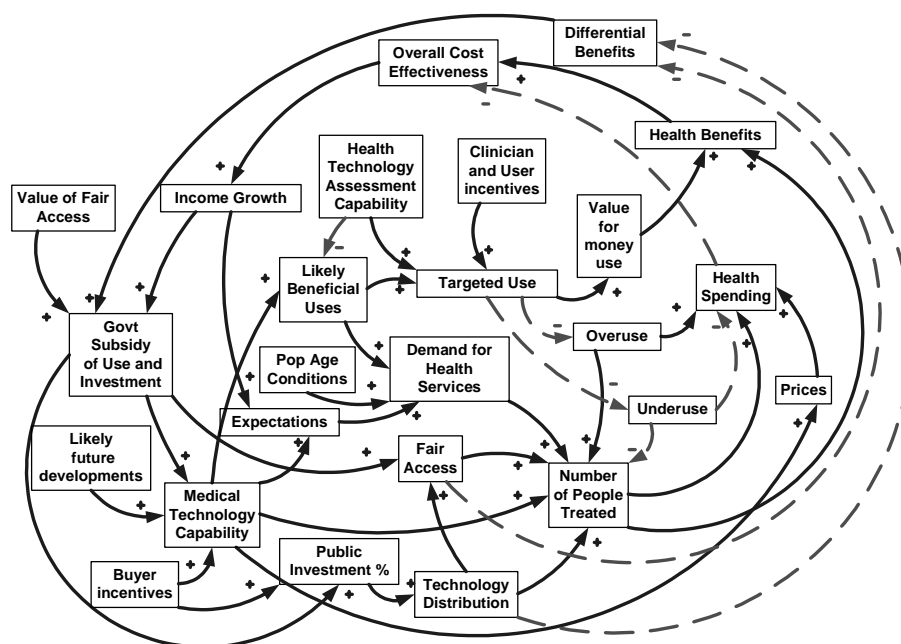 Differential
Benefits
Overall Cost
Effectiveness
Health Benefits
Health
Technology
Assessment
Capability
Clinician
and User
incentives
Value of Fair
Access
Income Growth
Value
for
money
use
Likely
Beneficial
Uses
Targeted Use
Health
Spending
Govt
Subsidy
of Use and
Investment
Overuse
Pop Age
Conditions
Demand for
Health
Services
Prices
Expectations
Underuse
Likely
future
developments
Fair
Access
Medical
Technology
Capability
Number
of People
Treated
Public
Investment %
Buyer
incentives
Technology
Distribution